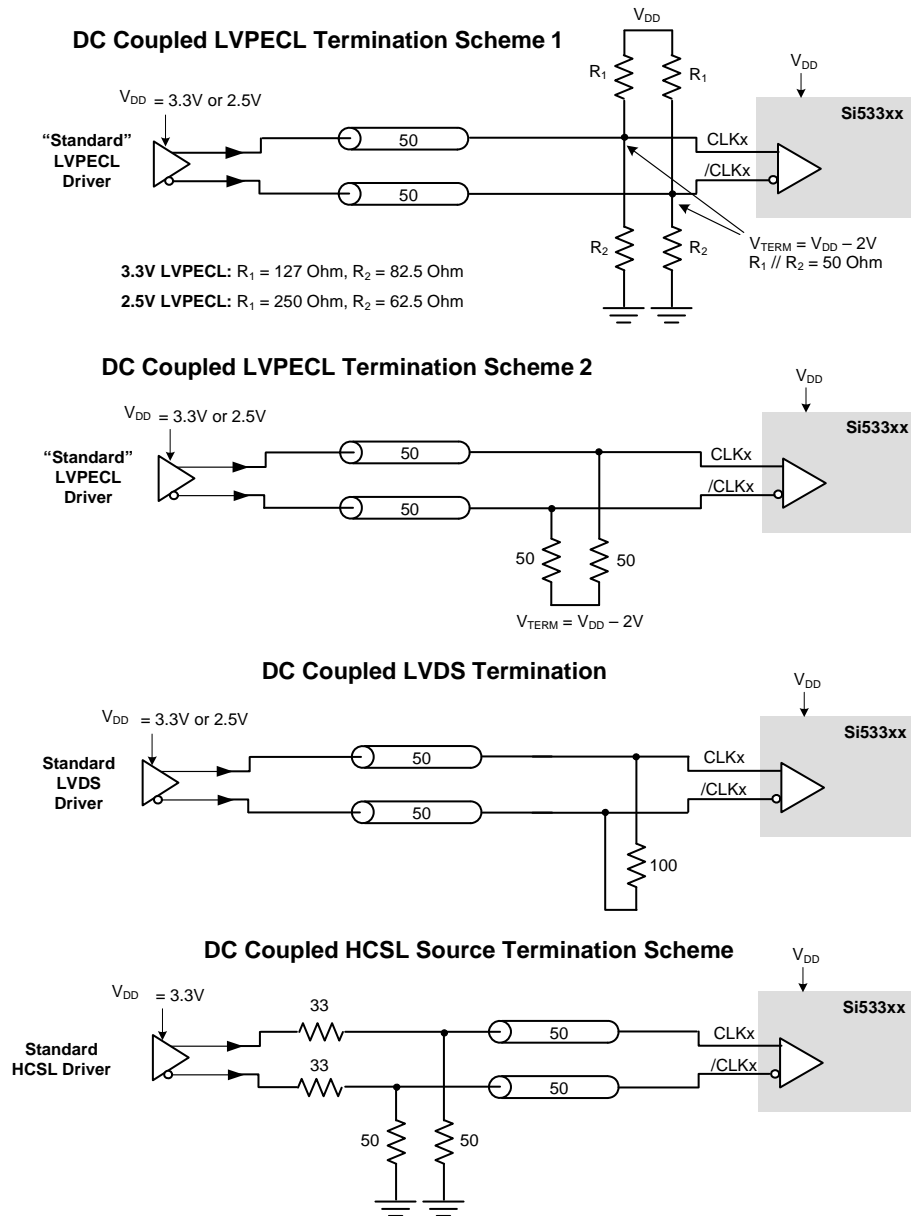 DC Coupled LVPECL Termination Scheme 1
VDD
R1
R1
VDD
Si533xx
VDD = 3.3V or 2.5V
“Standard”
LVPECL
Driver
50
50
CLKx
/CLKx
R2
R2
VTERM = VDD – 2V
R1 // R2 = 50 Ohm
3.3V LVPECL: R1 = 127 Ohm, R2 = 82.5 Ohm
2.5V LVPECL: R1 = 250 Ohm, R2 = 62.5 Ohm
DC Coupled LVPECL Termination Scheme 2
VDD
Si533xx
VDD = 3.3V or 2.5V
“Standard”
LVPECL
Driver
50
50
CLKx
/CLKx
50
50
VTERM = VDD – 2V
DC Coupled LVDS Termination
VDD
Si533xx
VDD = 3.3V or 2.5V
Standard
LVDS
Driver
50
50
CLKx
/CLKx
100
DC Coupled HCSL Source Termination Scheme
VDD
Si533xx
VDD = 3.3V
Standard
HCSL Driver
33
33
50
50
CLKx
/CLKx
50
50